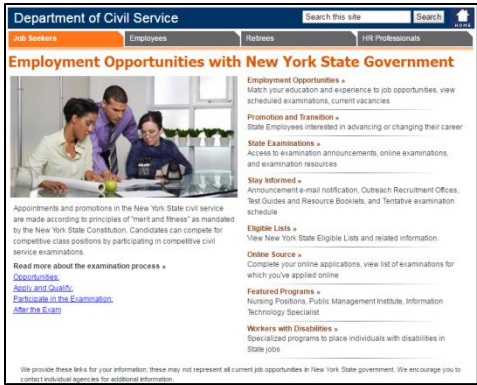 Department of Civil Service
Search this site
Search
HOME
Job Seekers
Employees
Retirees
HR Professionals
Employment Opportunities with New York State Government
Appointments and promotions in the New York State civil service
are made according to principles of "merit and fitness" as mandated
by the New York State Constitution. Candidates can compete for
competitive class positions by participating in competitive civil
service examinations.
Read more about the examination process »
Opportunities:
Apply and Qualify:
Participate in the Examination:
After the Exam
Employment Opportunities »
Match your education and experience to job opportunities, view
scheduled examinations, current vacancies
Promotion and Transition »
State Employees interested in advancing or changing their career
State Examinations »
Access to examination announcements, online examinations,
and examination resources
Stay Informed »
Announcement e-mail notification, Outreach Recruitment Offices,
Test Guides and Resource Booklets, and Tentative examination
schedule
Eligible Lists »
View New York State Eligible Lists and related information.
Online Source »
Complete your online applications, view list of examinations for
which you've applied online
Featured Programs »
Nursing Positions, Public Management Institute, Information
Technology Specialist
Workers with Disabilities »
Specialized programs to place individuals with disabilities in
State jobs
We provide these links for your information; these may not represent all current job opportunities in New York State government. We encourage you to
contact individual agencies for additional information.